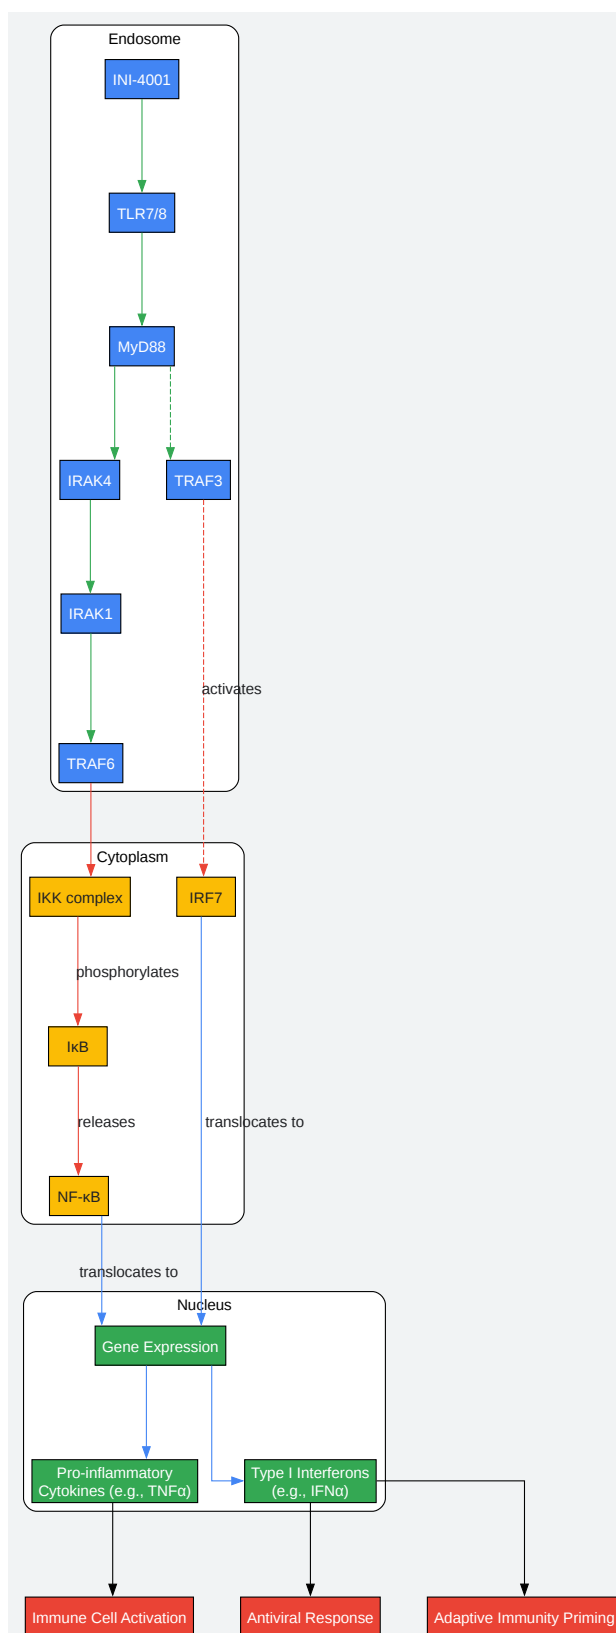 Endosome
INI-4001
TLR7/8
MyD88
IRAK4
TRAF3
IRAK1
activates
TRAF6
Cytoplasm
IKK complex
IRF7
phosphorylates
IκB
releases
translocates to
NF-κB
translocates to
Nucleus
Gene Expression
Pro-inflammatory
Cytokines (e.g., TNFα)
Type I Interferons
(e.g., IFNα)
Immune Cell Activation
Antiviral Response
Adaptive Immunity Priming